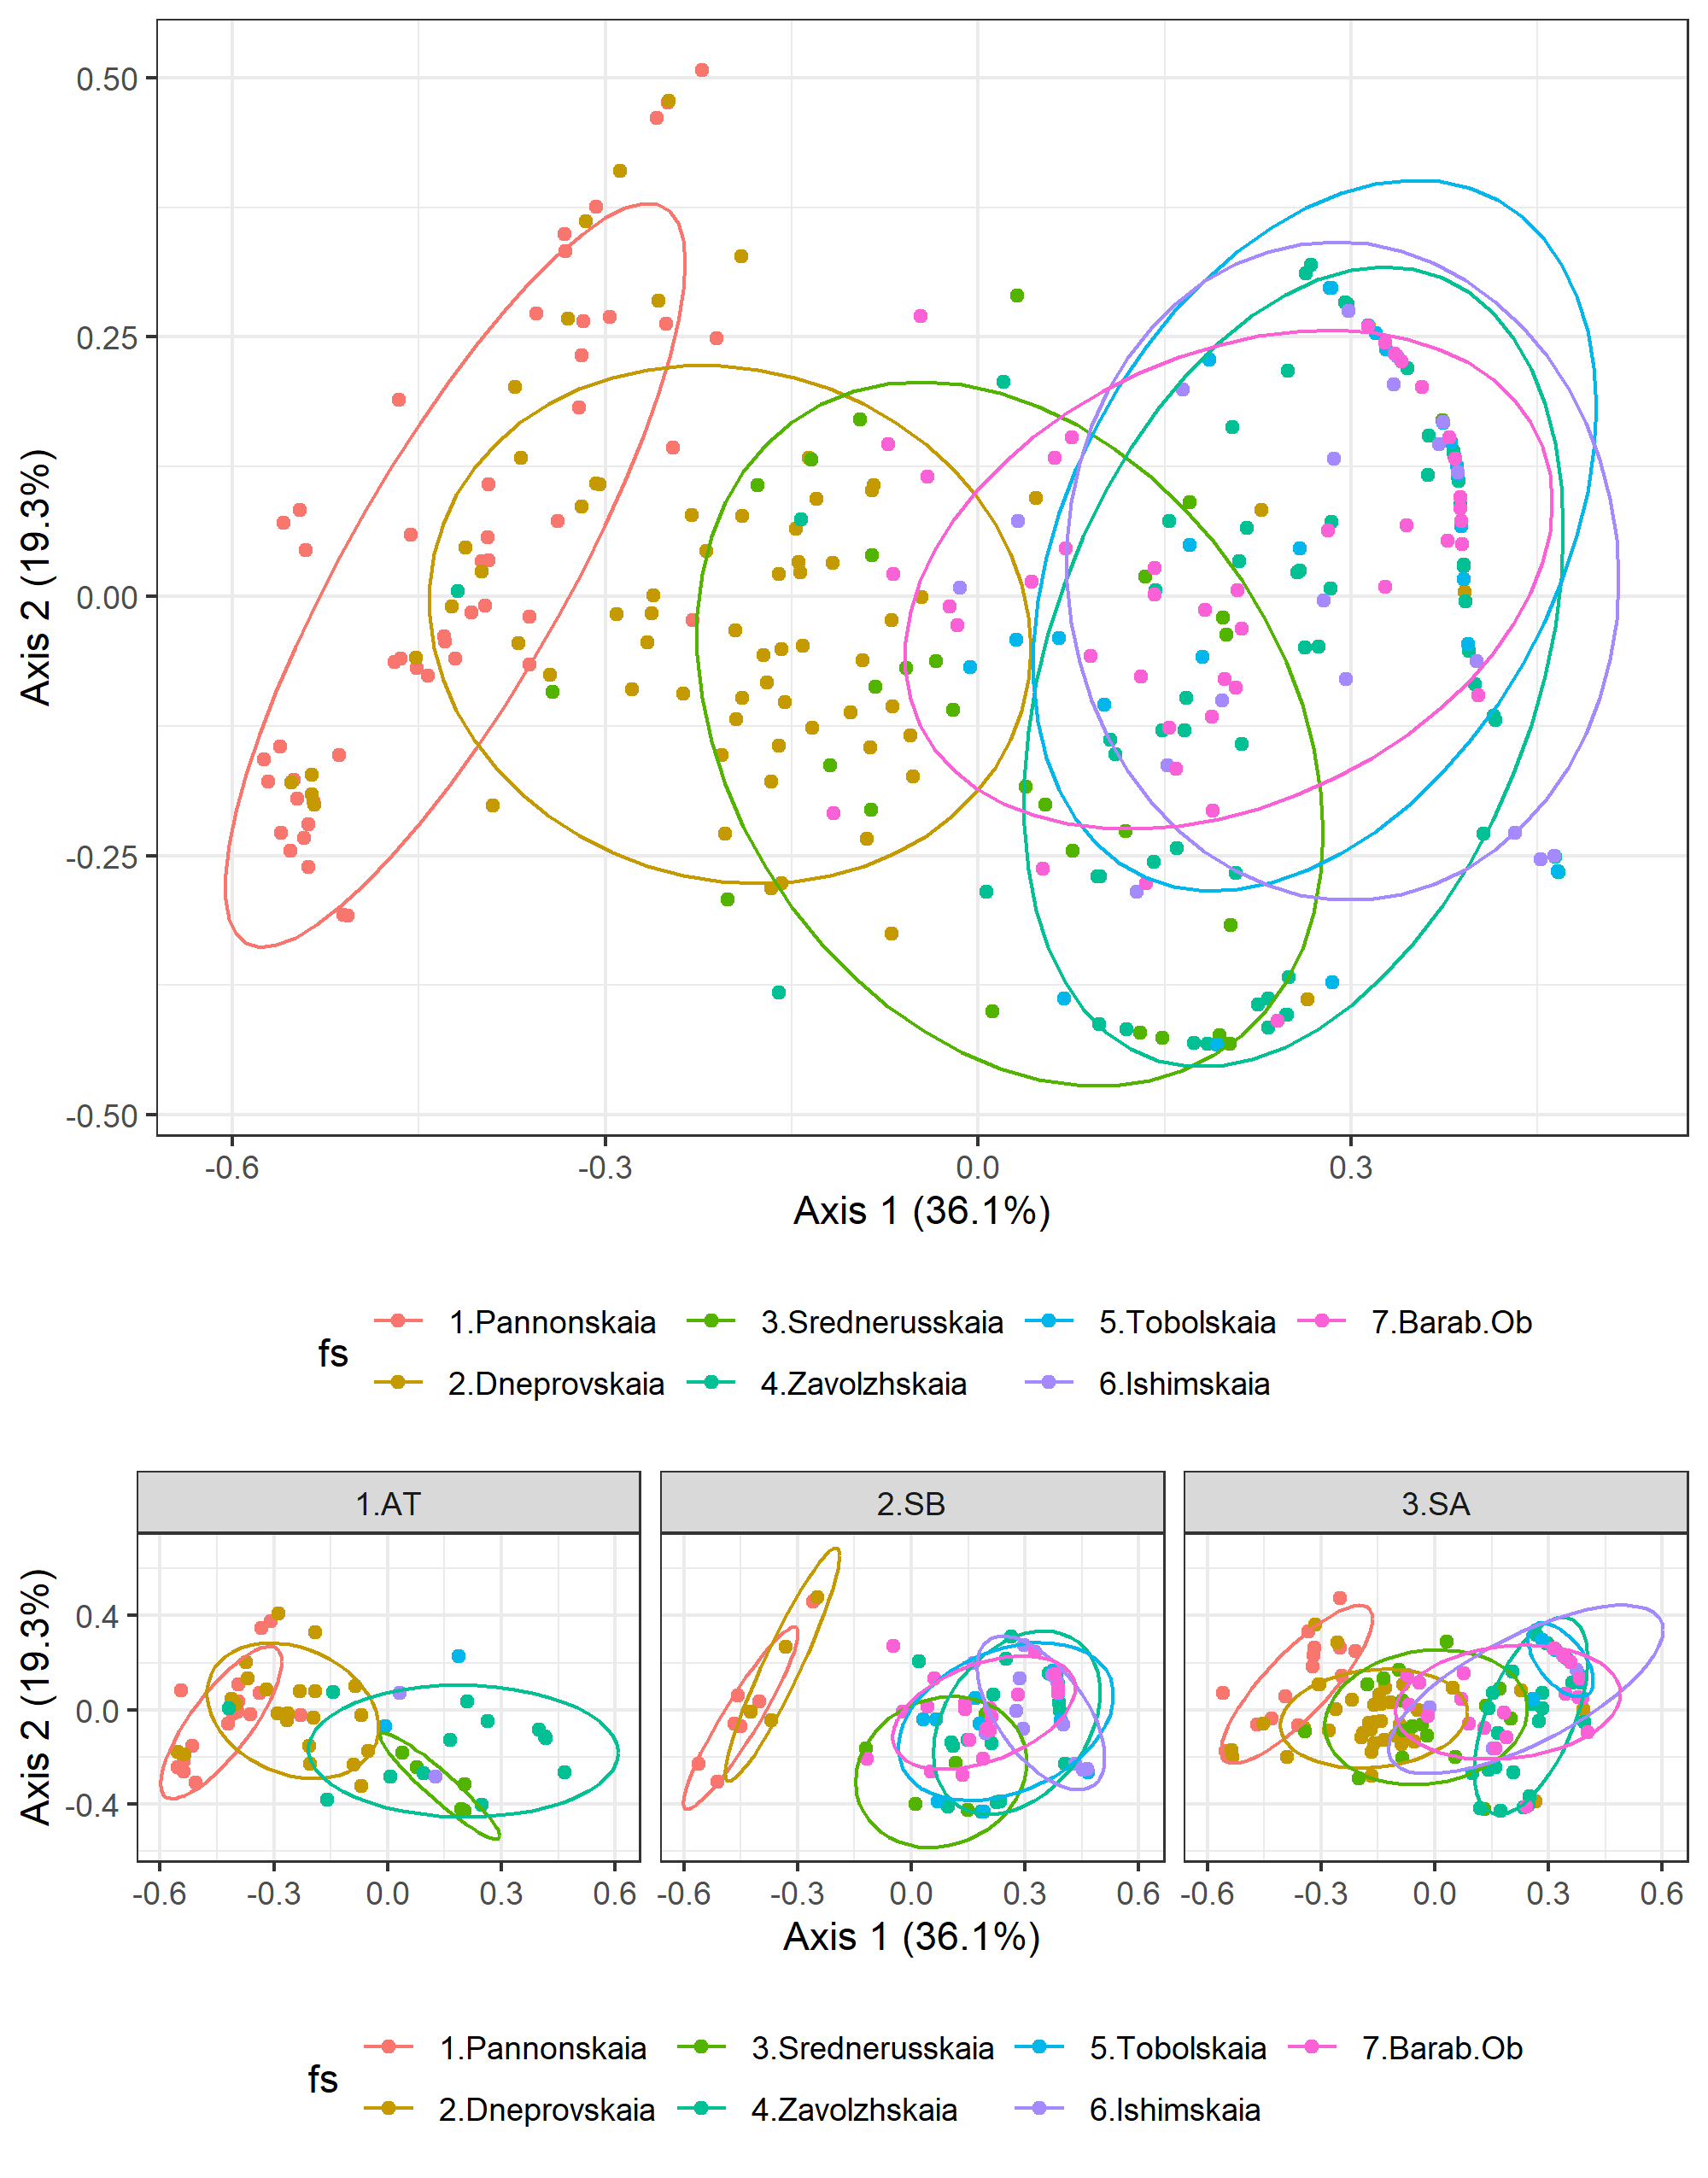 0.50
0.25
0.00
-0.25
-0.50
Axis 2 (19.3%)
-0.6 -0.3 0.0 0.3
Axis 1 (36.1%)
fs
1.Pannonskaia 3.Srednerusskaia 5.Tobolskaia 7.Barab.Ob
2.Dneprovskaia 4.Zavolzhskaia 6.Ishimskaia
1.AT 2.SB 3.SA
0.4
0.0
-0.4
Axis 2 (19.3%)
-0.6 -0.3 0.0 0.3 0.6 -0.6 -0.3 0.0 0.3 0.6 -0.6 -0.3 0.0 0.3 0.6
Axis 1 (36.1%)
fs
1.Pannonskaia 3.Srednerusskaia 5.Tobolskaia 7.Barab.Ob
2.Dneprovskaia 4.Zavolzhskaia 6.Ishimskaia